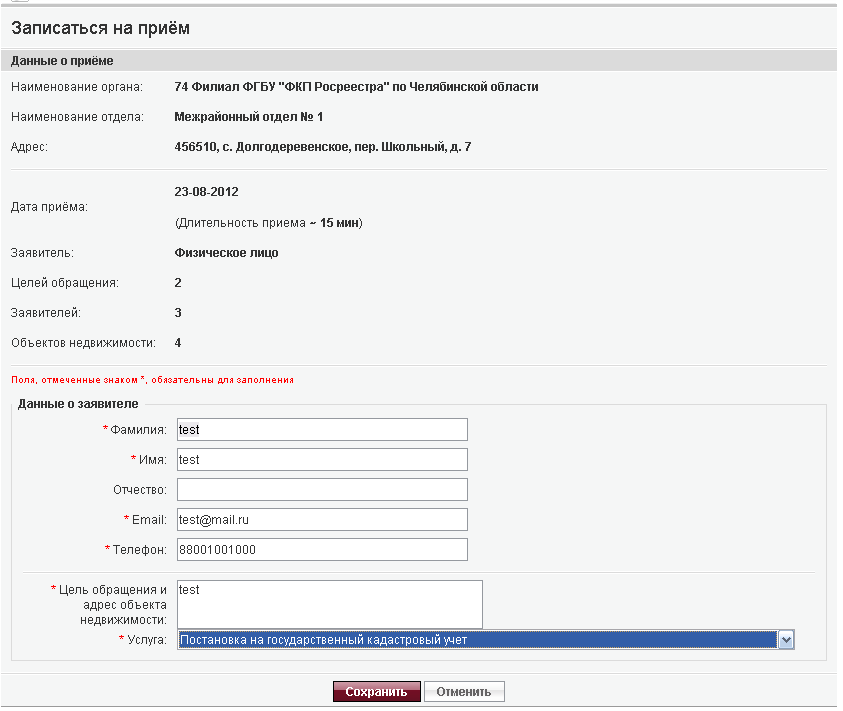 Записаться на приём
Данные о приёме
Наименование органа: 74 Филиал ФГБУ "ФКП Росреестра" по Челябинской области
Наименование отдела: Межрайонный отдел № 1
Адрес: 456510, с. Долгодеревенское, пер. Школьный, д. 7
23-08-2012
Дата приёма:
(Длительность приема ~ 15 мин)
Заявитель: Физическое лицо
Целей обращения: 2
Заявителей: 3
Объектов недвижимости: 4
Поля, отмеченные знаком *, обязательны для заполнения
Данные о заявителе
* Фамилия: test
* Имя: test
Отчество:
* Email: test@mail.ru
* Телефон: 88001001000
* Цель обращения и test
адрес объекта
недвижимости:
* Услуга: Постановка на государственный кадастровый учет
Сохранить Отменить